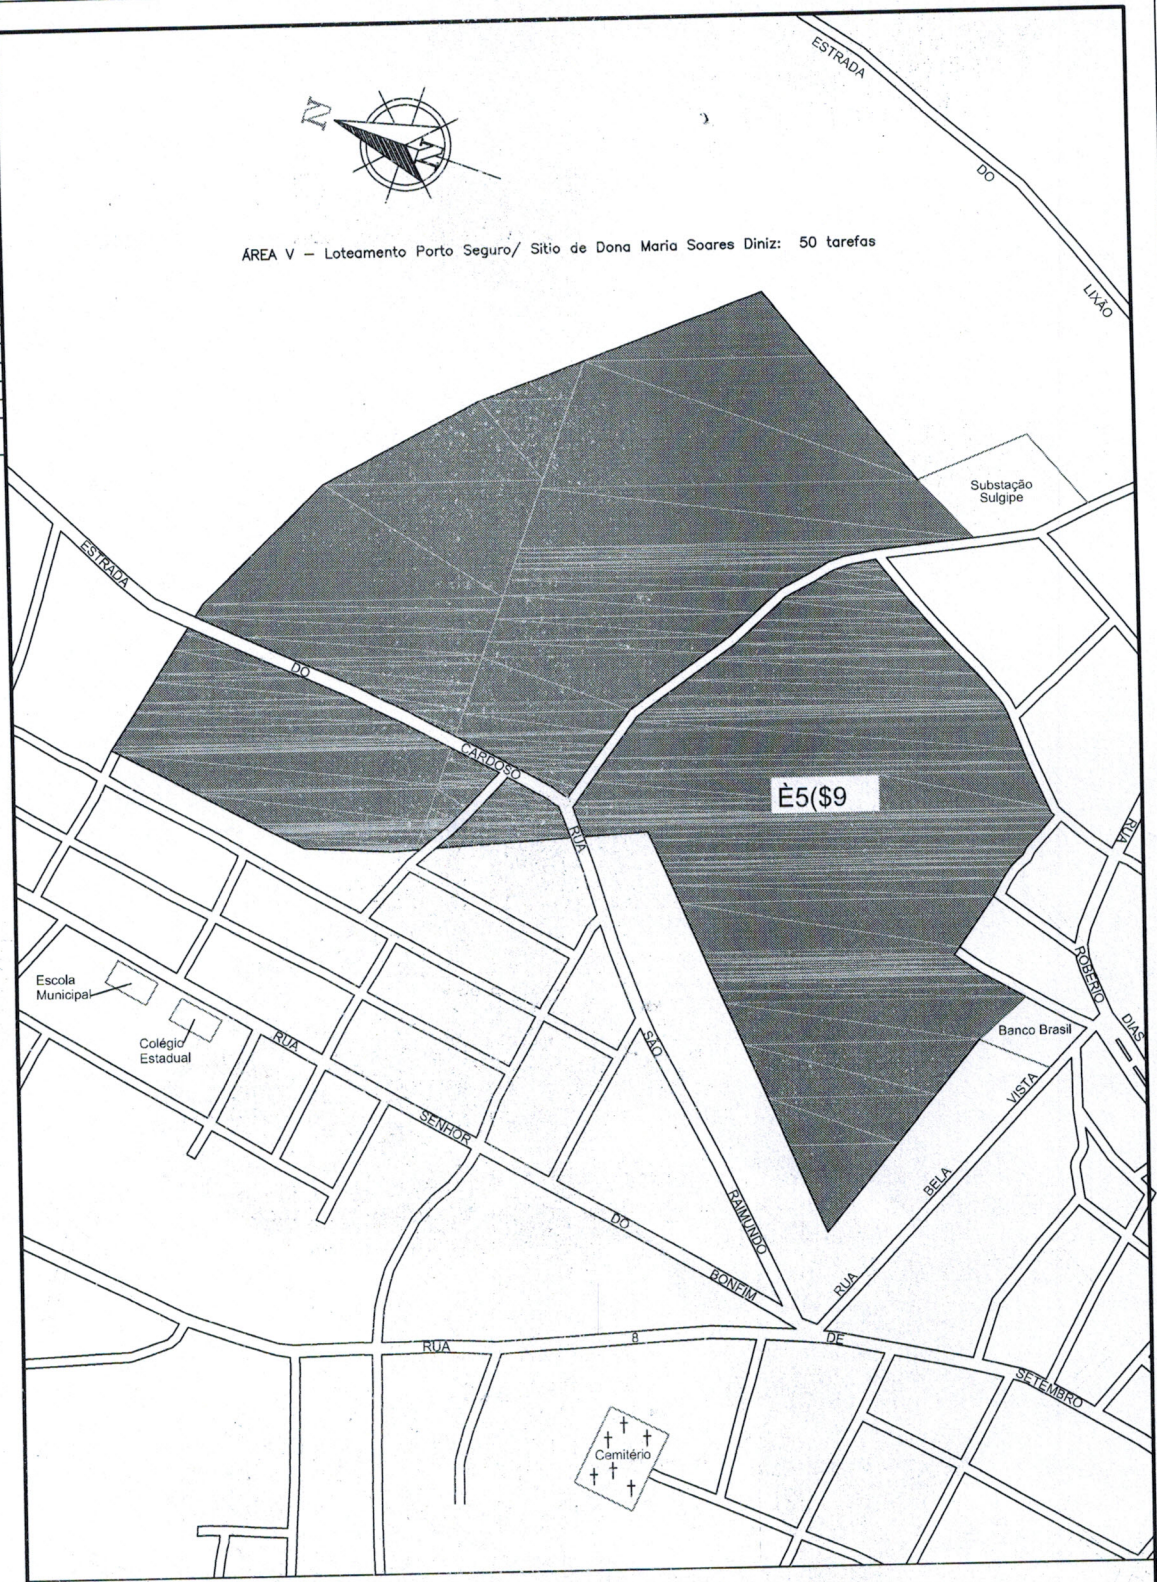 ESTRADA
DO
LIXÃO
N
ÁREA V – Loteamento Porto Seguro/ Sitio de Dona Maria Soares Diniz: 50 tarefas
Substação
Sulgipe
ESTRADA
DO
CARDOSO
È5($9
RUA
SÃO
RAIMUNDO
RUA
ROBERIO
DIAS
Escola
Municipal
Colégio
Estadual
Banco Brasil
RUA
SENHOR
DO
BONFIM
RUA
BELA
VISTA
RUA
8
DE
SETEMBRO
Cemitério